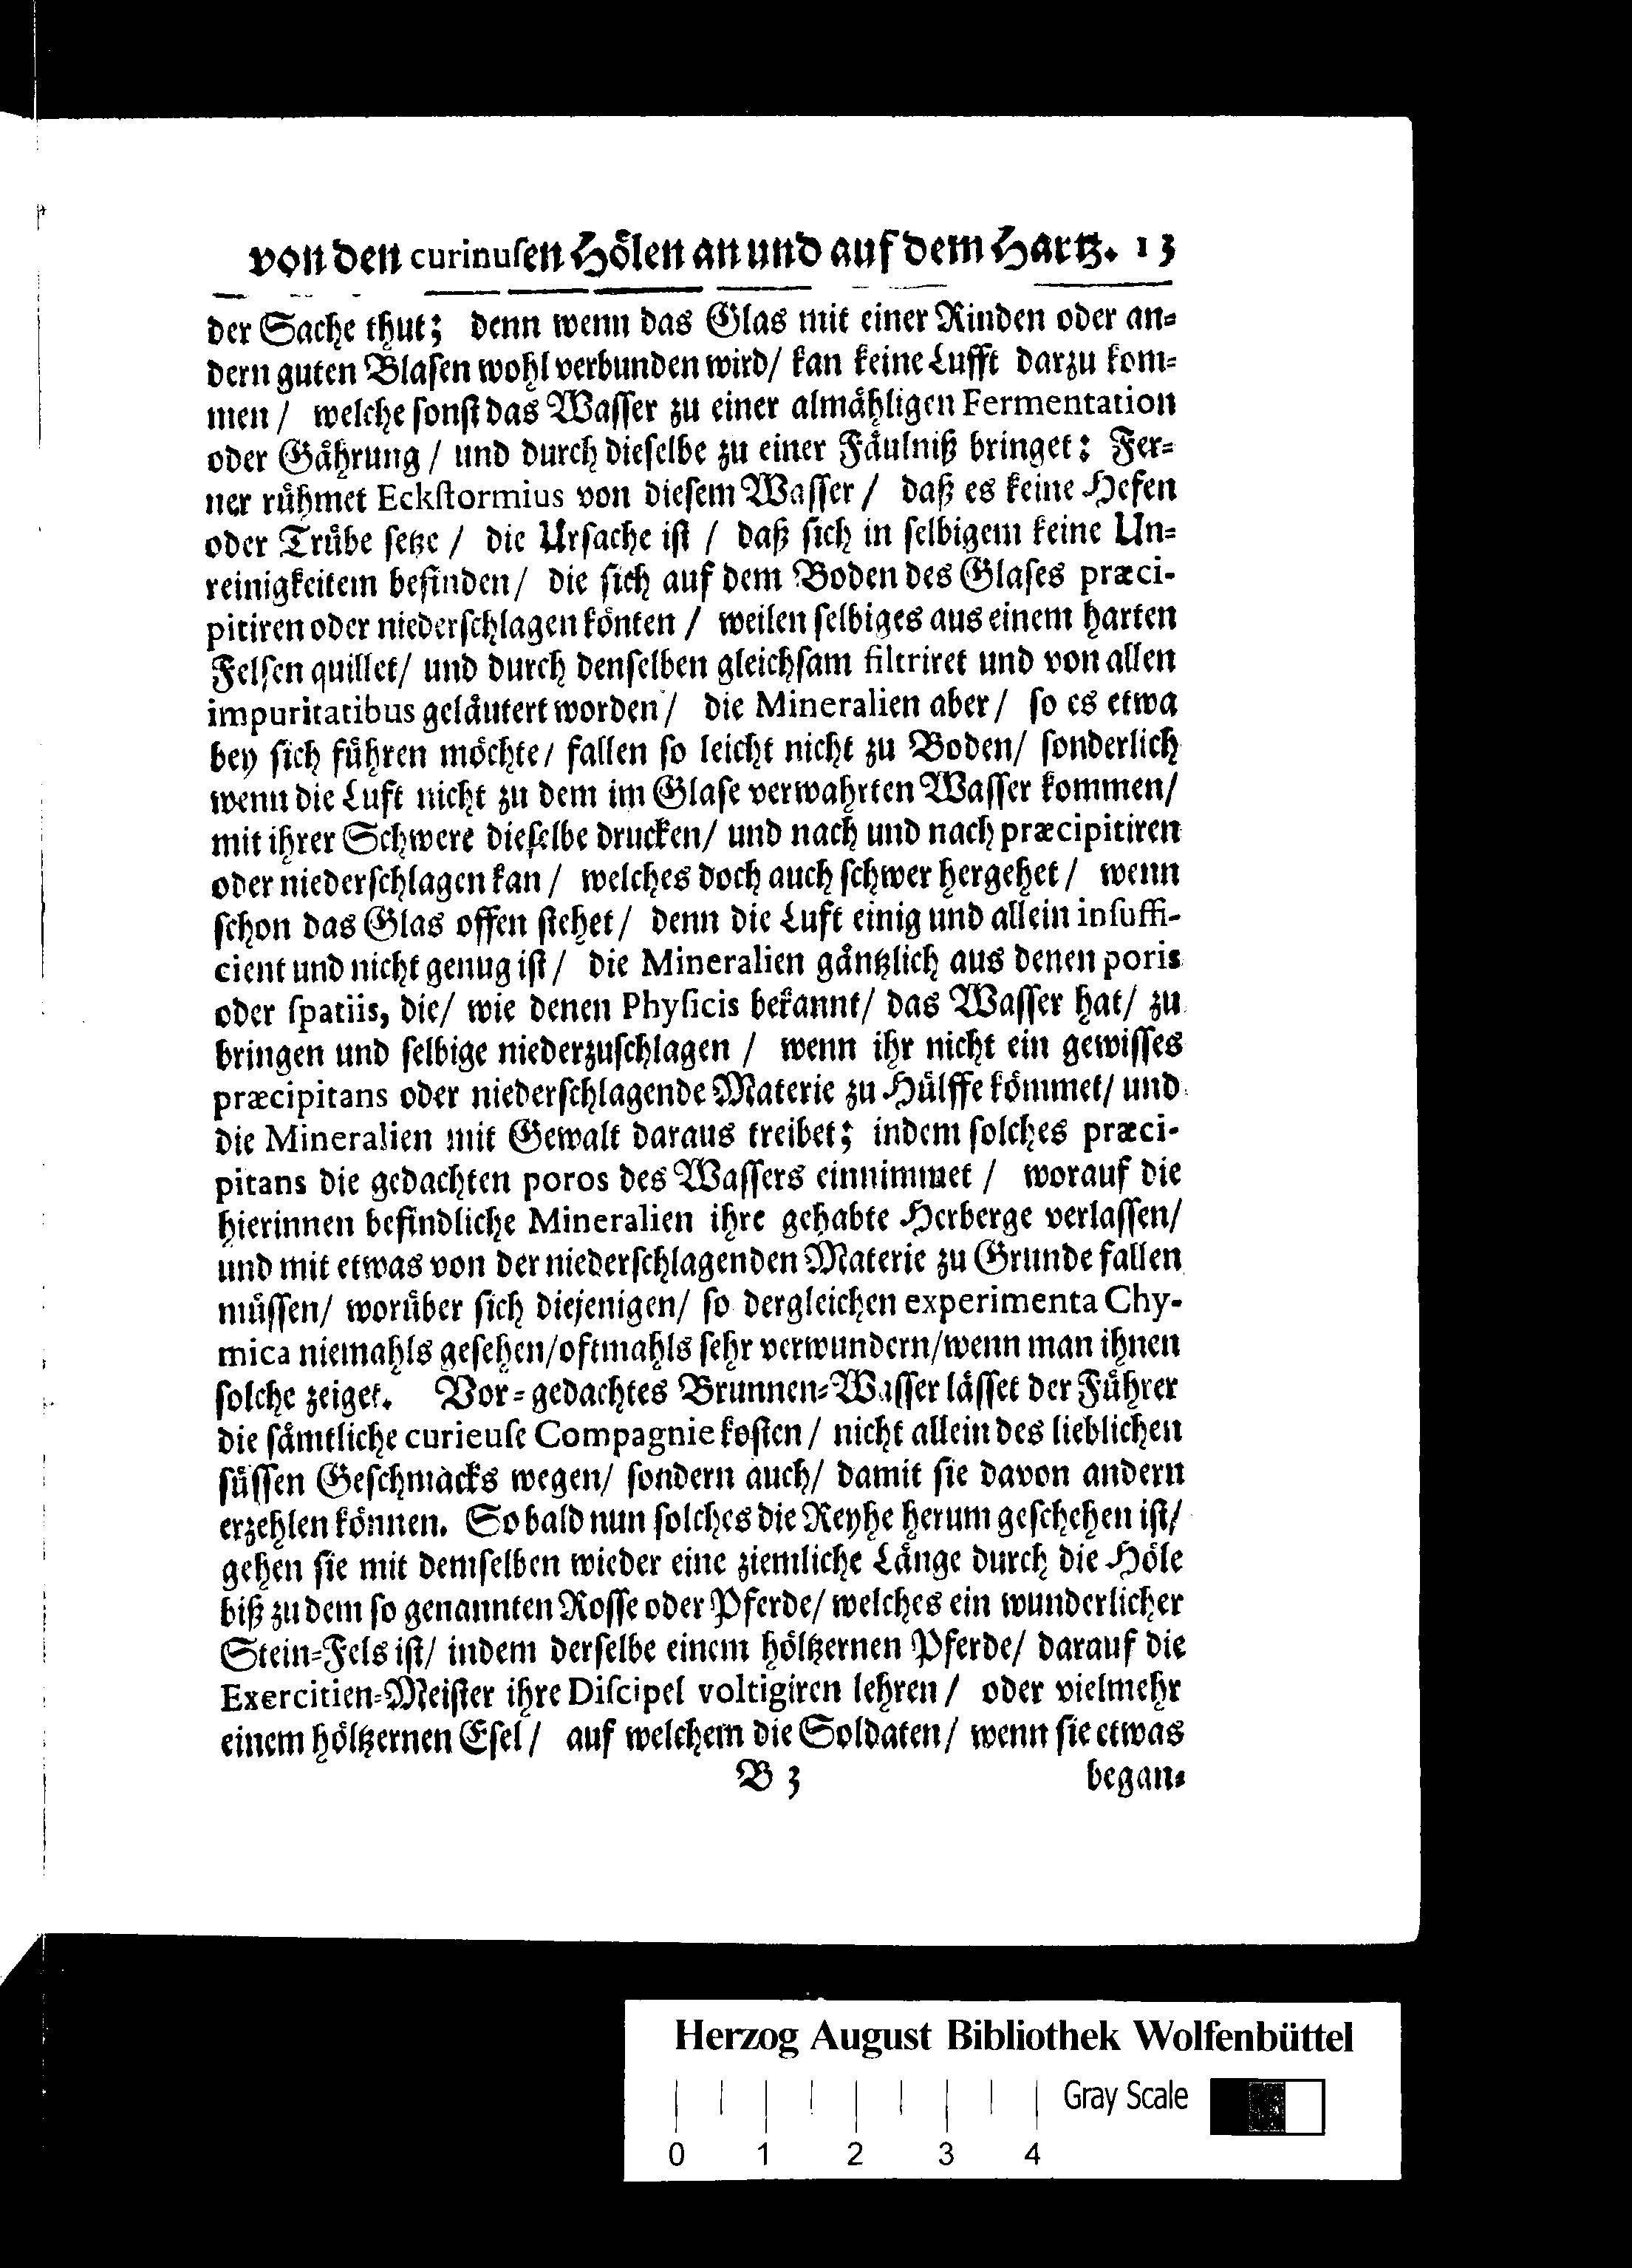 von den curinuſen Hölen an und auf dem Hartz. 13
der Sache thut; denn wenn das Glas mit einer Rinden oder an-
dern guten Blaſen wohl verbunden wird/ kan keine Lufft darzu kom-
men/ welche ſonſt das Waſſer zu einer almähligen Fermentation
oder Gährung/ und durch dieſelbe zu einer Fäulniß bringet: Fer-
ner rühmet Eckſtormius von dieſem Waſſer/ daß es keine Hefen
oder Trübe ſetze/ die Urſache iſt/ daß ſich in ſelbigem keine Un-
reinigkeitem befinden/ die ſich auf dem Boden des Glaſes præci-
pitiren oder niederſchlagen könten/ weilen ſelbiges aus einem harten
Felſen quillet/ und durch denſelben gleichſam filtriret und von allen
impuritatibus geläutert worden/ die Mineralien aber/ ſo es etwa
bey ſich führen möchte/ fallen ſo leicht nicht zu Boden/ ſonderlich
wenn die Luft nicht zu dem im Glaſe verwahrten Waſſer kommen/
mit ihrer Schwere dieſelbe drucken/ und nach und nach præcipitiren
oder niederſchlagen kan/ welches doch auch ſchwer hergehet/ wenn
ſchon das Glas offen ſtehet/ denn die Luft einig und allein inſuffi-
cient und nicht genug iſt/ die Mineralien gäntzlich aus denen poris
oder ſpatiis, die/ wie denen Phyſicis bekannt/ das Waſſer hat/ zu
bringen und ſelbige niederzuſchlagen/ wenn ihr nicht ein gewiſſes
præcipitans oder niederſchlagende Materie zu Hülffe kömmet/ und
die Mineralien mit Gewalt daraus treibet; indem ſolches præci-
pitans die gedachten poros des Waſſers einnimmet/ worauf die
hierinnen befindliche Mineralien ihre gehabte Herberge verlaſſen/
und mit etwas von der niederſchlagenden Materie zu Grunde fallen
müſſen/ worüber ſich diejenigen/ ſo dergleichen experimenta Chy-
mica niemahls geſehen/ oftmahls ſehr verwundern/ wenn man ihnen
ſolche zeiget. Vor-gedachtes Brunnen-Waſſer läſſet der Führer
die ſämtliche curieuſe Compagnie koſten/ nicht allein des lieblichen
ſüſſen Geſchmacks wegen/ ſondern auch/ damit ſie davon andern
erzehlen können. So bald nun ſolches die Reyhe herum geſchehen iſt/
gehen ſie mit demſelben wieder eine ziemliche Länge durch die Höle
biß zu dem ſo genannten Roſſe oder Pferde/ welches ein wunderlicher
Stein-Fels iſt/ indem derſelbe einem höltzernen Pferde/ darauf die
Exercitien-Meiſter ihre Diſcipel voltigiren lehren/ oder vielmehr
einem höltzernen Eſel/ auf welchem die Soldaten/ wenn ſie etwas
B 3 began-
Herzog August Bibliothek Wolfenbüttel
Gray Scale
0 1 2 3 4